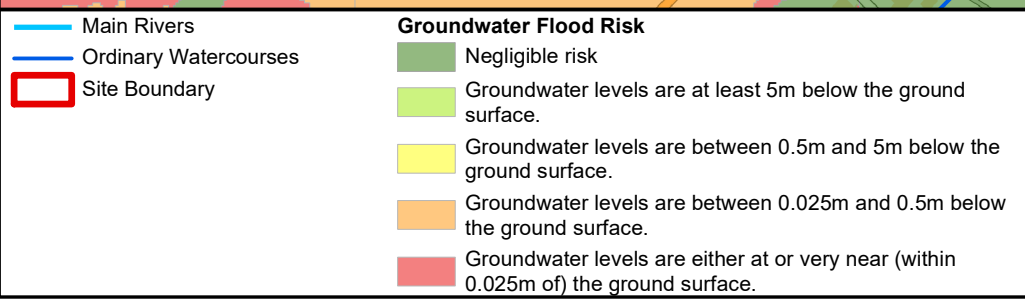 Main Rivers
Ordinary Watercourses
Site Boundary
Groundwater Flood Risk
Negligible risk
Groundwater levels are at least 5m below the ground
surface.
Groundwater levels are between 0.5m and 5m below the
ground surface.
Groundwater levels are between 0.025m and 0.5m below
the ground surface.
Groundwater levels are either at or very near (within
0.025m of) the ground surface.